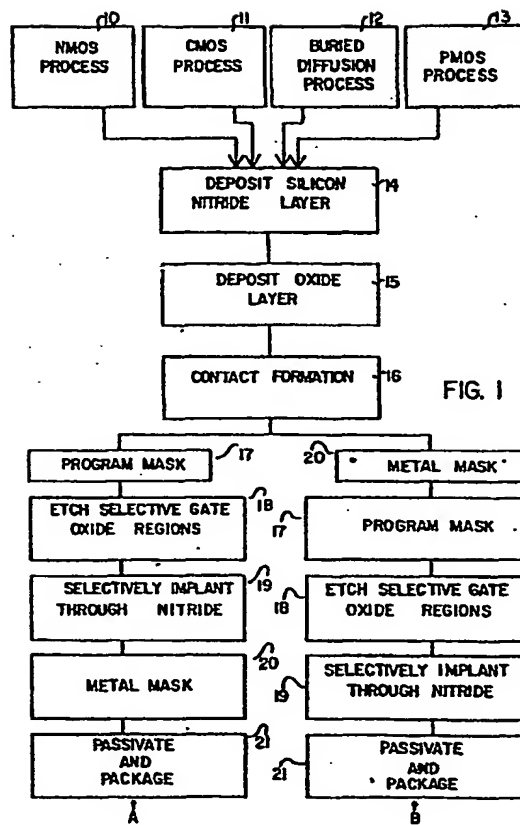 10
NMOS
PROCESS
11
CMOS
PROCESS
12
BURIED
DIFFUSION
PROCESS
13
PMOS
PROCESS
DEPOSIT SILICON
NITRIDE LAYER
14
DEPOSIT OXIDE
LAYER
15
CONTACT FORMATION
16
FIG. 1
PROGRAM MASK
17
ETCH SELECTIVE GATE
OXIDE REGIONS
18
SELECTIVELY IMPLANT
THROUGH NITRIDE
19
METAL MASK
20
PASSIVATE
AND
PACKAGE
21
A
20
METAL MASK
17
PROGRAM MASK
18
ETCH SELECTIVE GATE
OXIDE REGIONS
19
SELECTIVELY IMPLANT
THROUGH NITRIDE
21
PASSIVATE
AND
PACKAGE
B